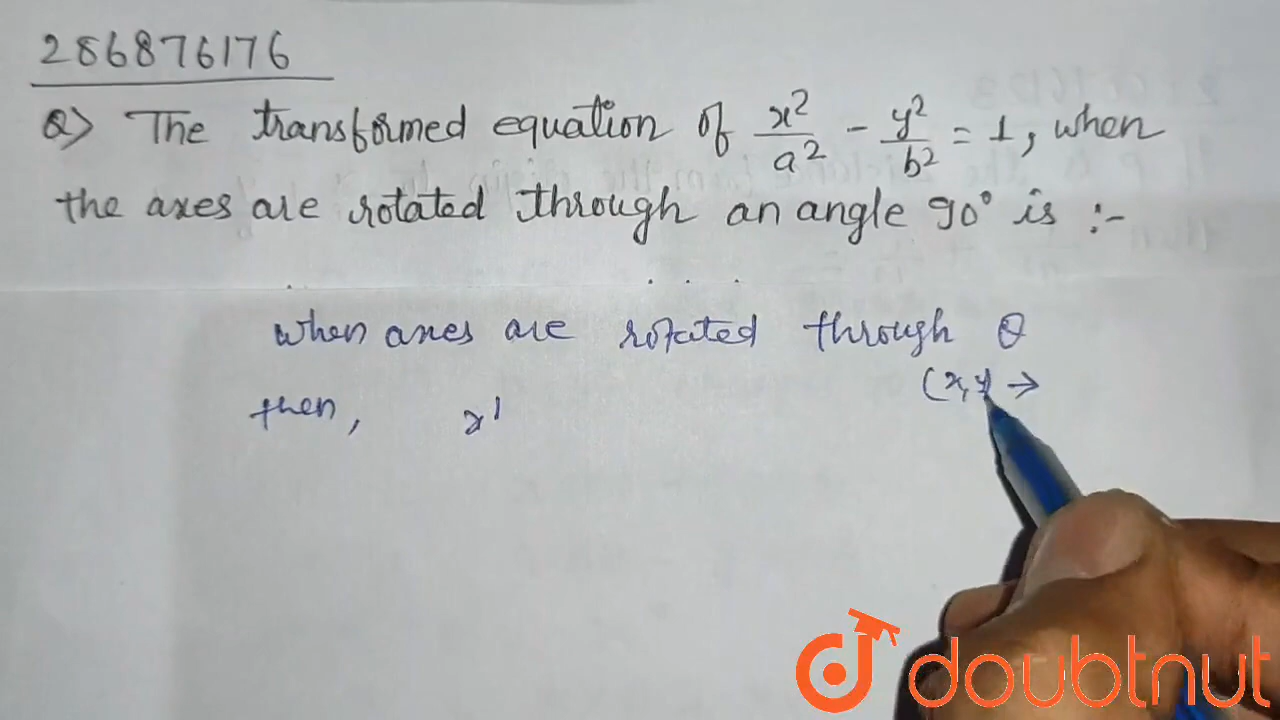 286876176
Q> The transformed equation of x²/a² - y²/b² = 1, when
the axes are rotated through an angle 90° is :-
when axes are rotated through θ
(x,y) →
then, x'
doubtnut